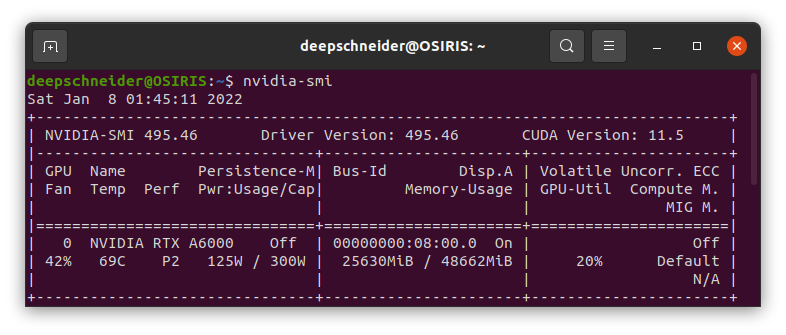 deepschneider@OSIRIS: ~
deepschneider@OSIRIS:~$ nvidia-smi
Sat Jan  8 01:45:11 2022
+-----------------------------------------------------------------------------+
| NVIDIA-SMI 495.46       Driver Version: 495.46       CUDA Version: 11.5     |
|-------------------------------+----------------------+----------------------+
| GPU  Name        Persistence-M| Bus-Id        Disp.A | Volatile Uncorr. ECC |
| Fan  Temp  Perf  Pwr:Usage/Cap|         Memory-Usage | GPU-Util  Compute M. |
|                               |                      |               MIG M. |
|===============================+======================+======================|
|   0  NVIDIA RTX A6000    Off  | 00000000:08:00.0  On |                  Off |
| 42%   69C    P2   125W / 300W |  25630MiB / 48662MiB |     20%      Default |
|                               |                      |                  N/A |
+-------------------------------+----------------------+----------------------+